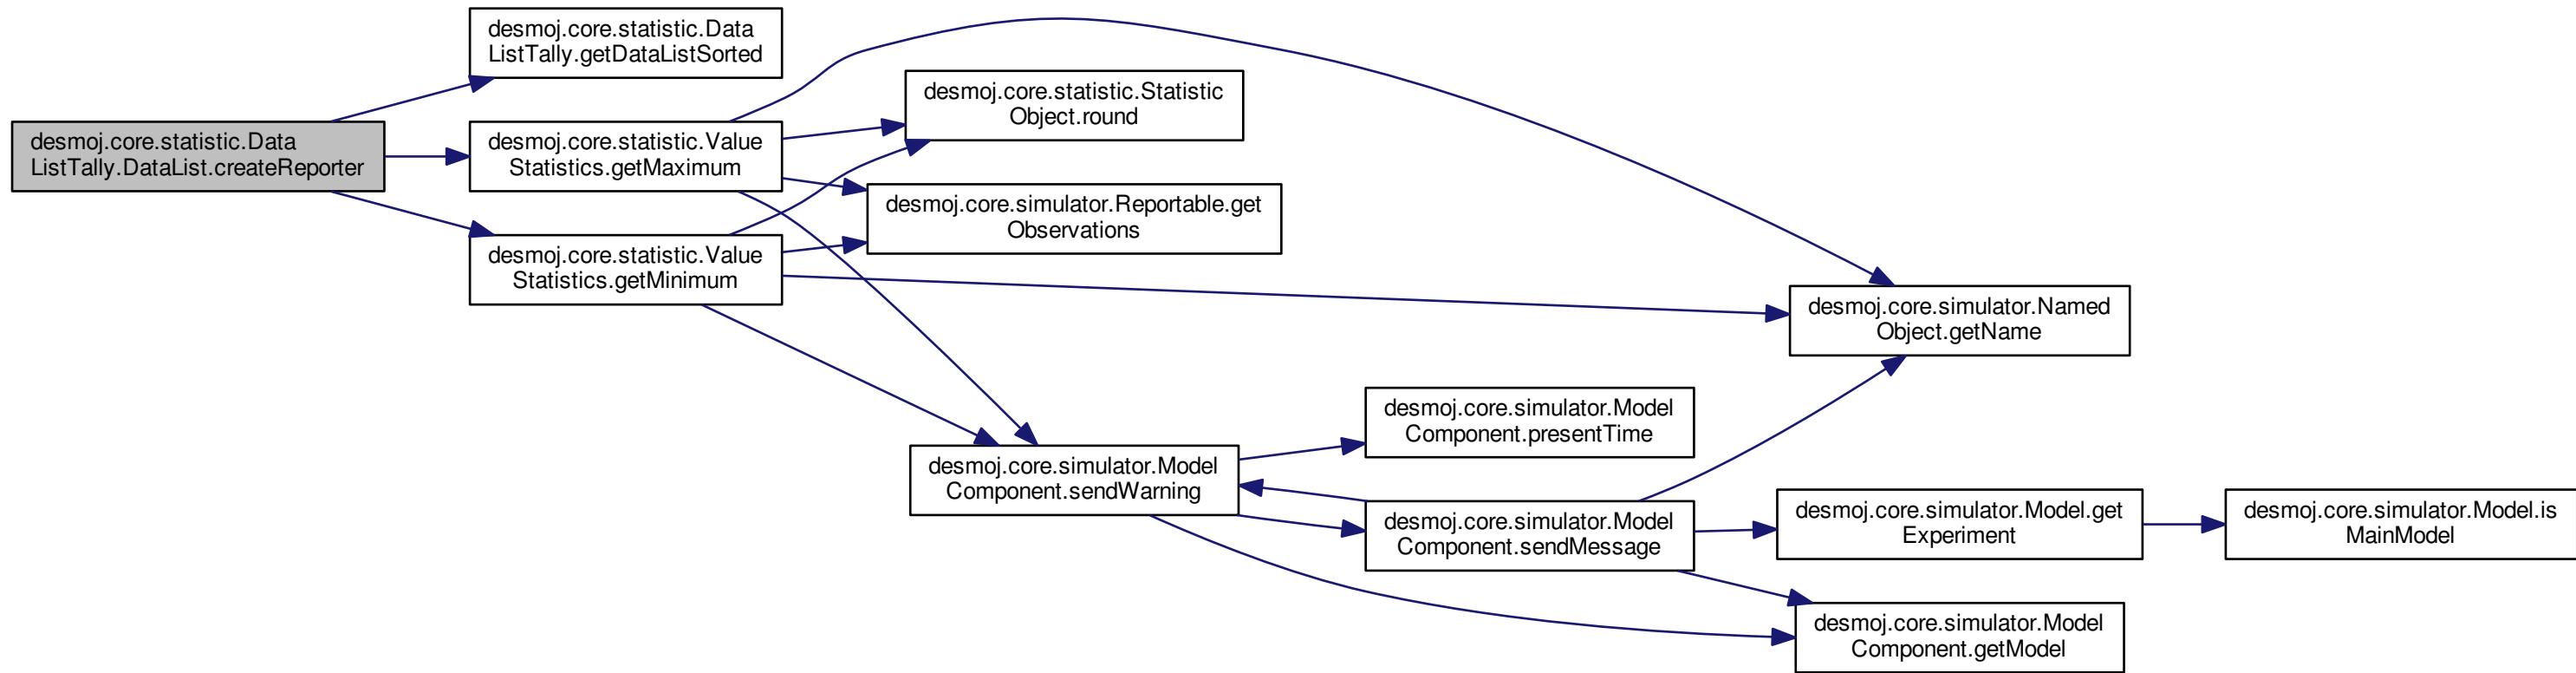 desmoj.core.statistic.Data
ListTally.DataList.createReporter
desmoj.core.statistic.Data
ListTally.getDataListSorted
desmoj.core.statistic.Value
Statistics.getMaximum
desmoj.core.statistic.Value
Statistics.getMinimum
desmoj.core.statistic.Statistic
Object.round
desmoj.core.simulator.Reportable.get
Observations
desmoj.core.simulator.Model
Component.sendWarning
desmoj.core.simulator.Model
Component.presentTime
desmoj.core.simulator.Model
Component.sendMessage
desmoj.core.simulator.Named
Object.getName
desmoj.core.simulator.Model.get
Experiment
desmoj.core.simulator.Model
Component.getModel
desmoj.core.simulator.Model.is
MainModel